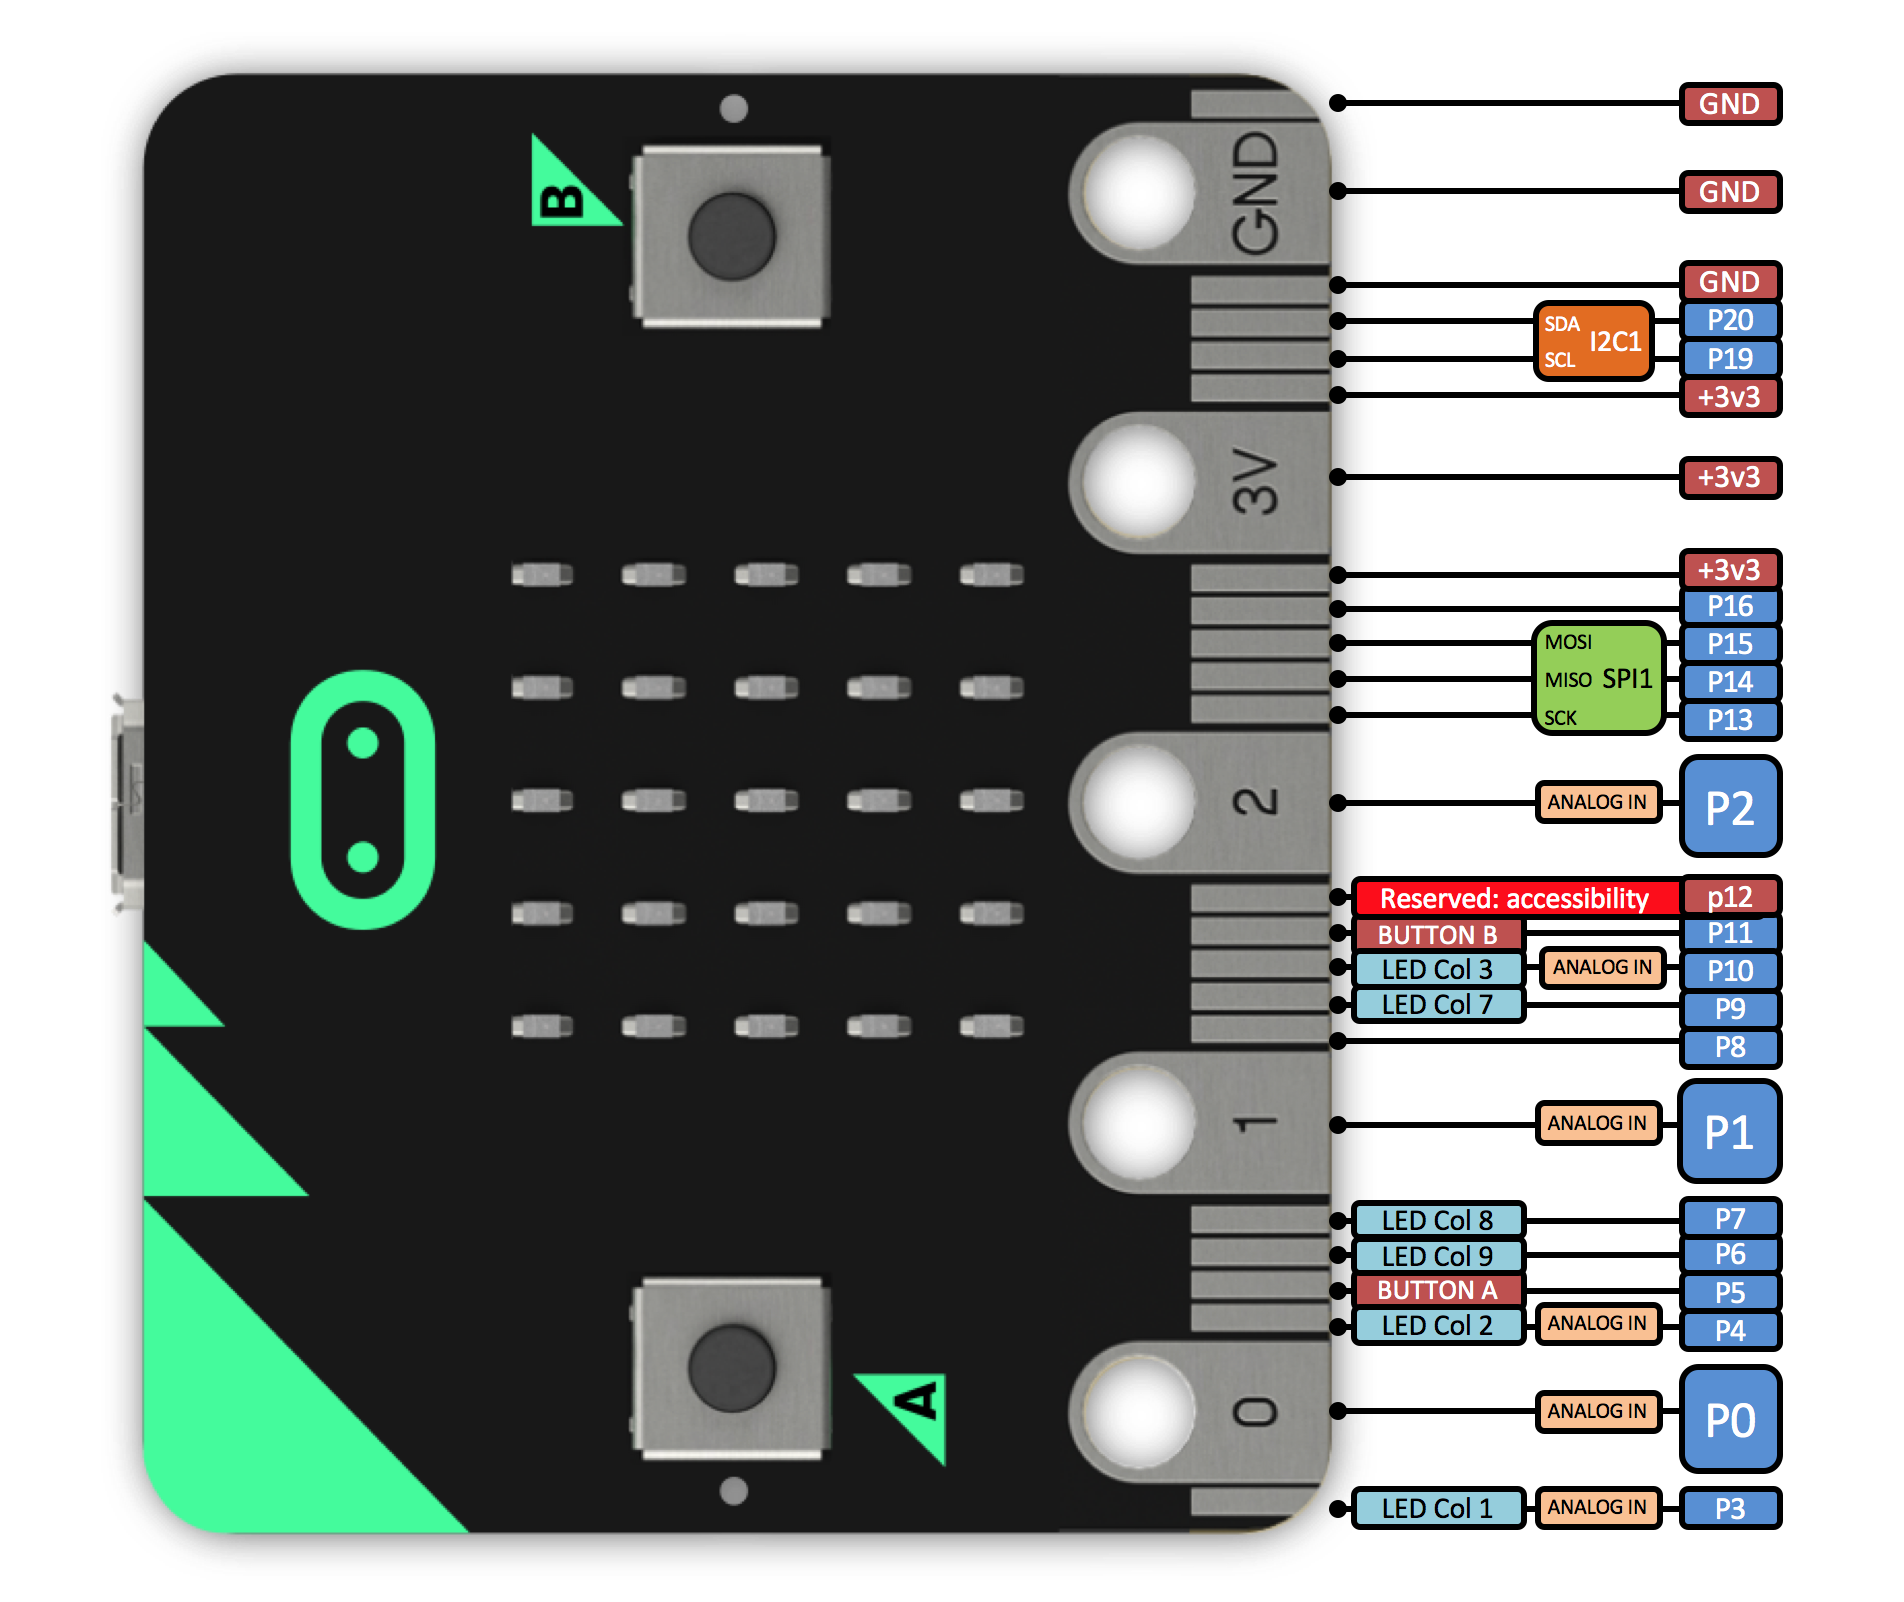 B
GND
3V
2
1
0
A
GND
GND
GND
SDA I2C1 P20
SCL P19
+3v3
+3v3
+3v3
P16
MOSI P15
MISO SPI1 P14
SCK P13
ANALOG IN P2
Reserved: accessibility p12
BUTTON B P11
LED Col 3 ANALOG IN P10
LED Col 7 P9
P8
ANALOG IN P1
LED Col 8 P7
LED Col 9 P6
BUTTON A P5
LED Col 2 ANALOG IN P4
ANALOG IN P0
LED Col 1 ANALOG IN P3